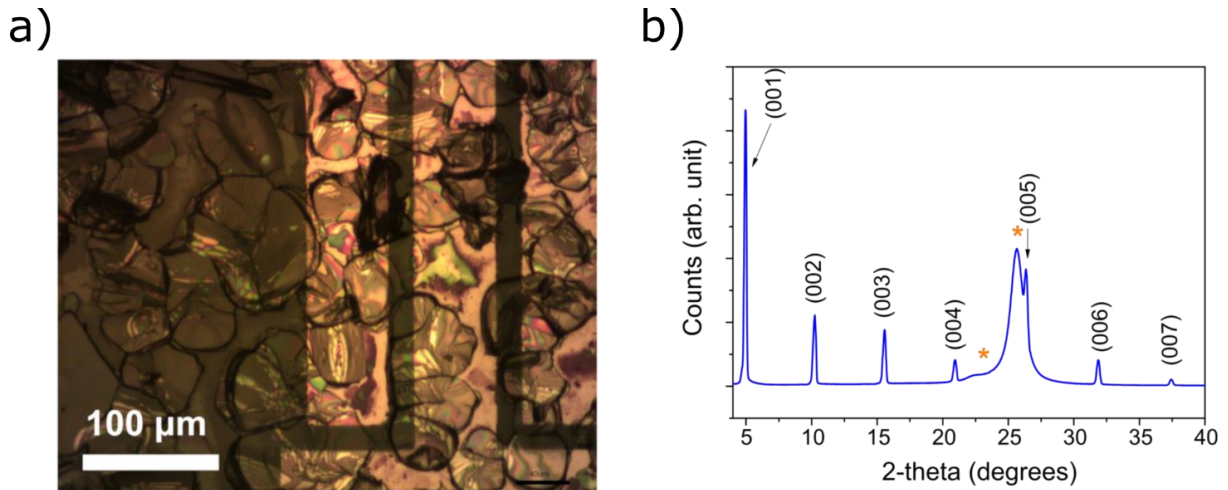 a)
100 µm
b)
Counts (arb. unit)
(001)
(002)
(003)
(004)
*
*
(005)
(006)
(007)
5 10 15 20 25 30 35 40
2-theta (degrees)